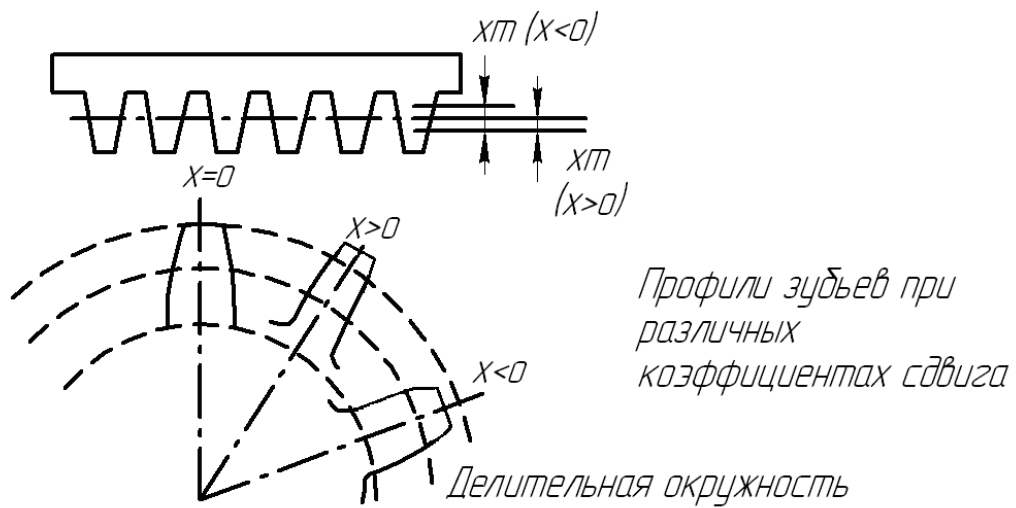 xm (x<0)
xm
(x>0)
x=0
x>0
Профили зубьев при
различных
коэффициентах сдвига
x<0
Делительная окружность